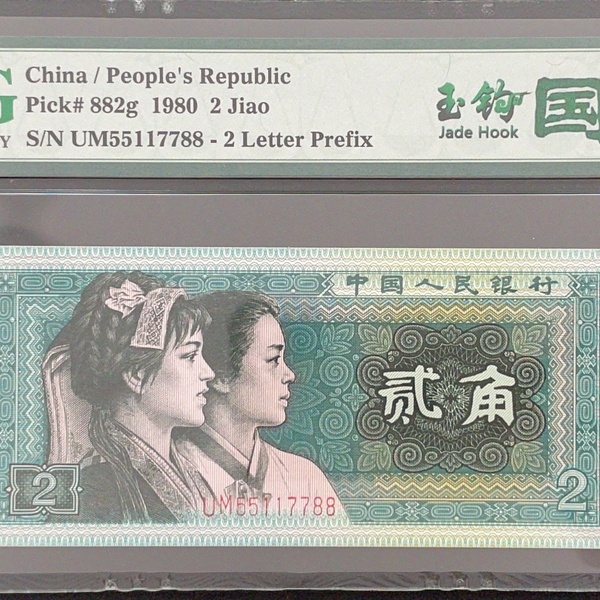 G
China / People's Republic
Pick# 882g 1980 2 Jiao
Y S/N UM55117788 - 2 Letter Prefix
玉钩
Jade Hook
国
中国人民银行
贰角
2
UM55117788
2